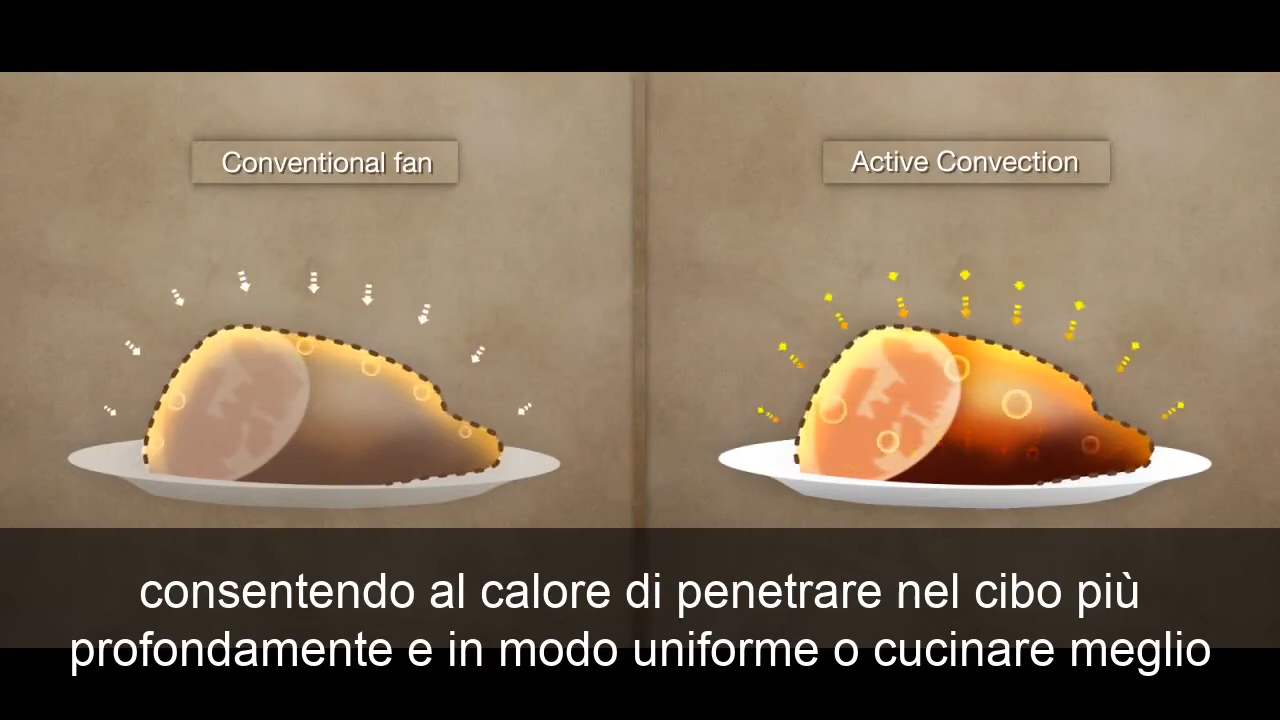 Conventional fan
Active Convection
consentendo al calore di penetrare nel cibo più
profondamente e in modo uniforme o cucinare meglio